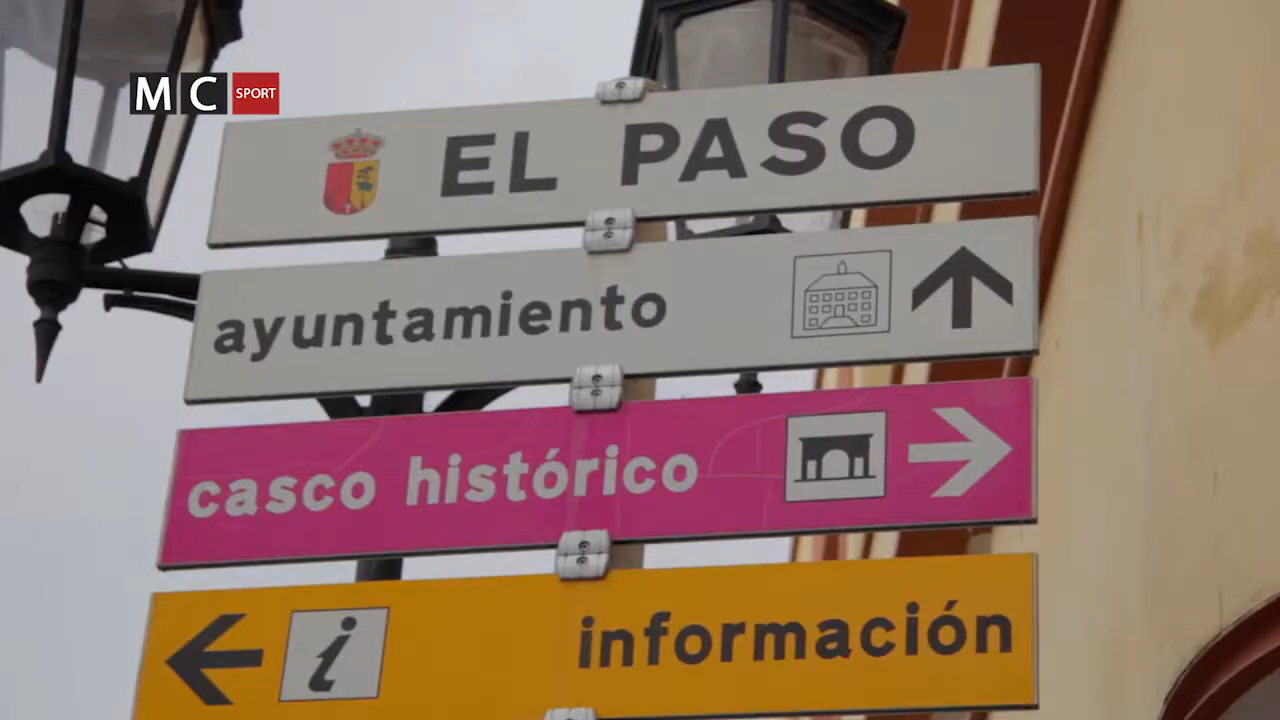 MC SPORT
EL PASO
ayuntamiento
casco histórico
i información